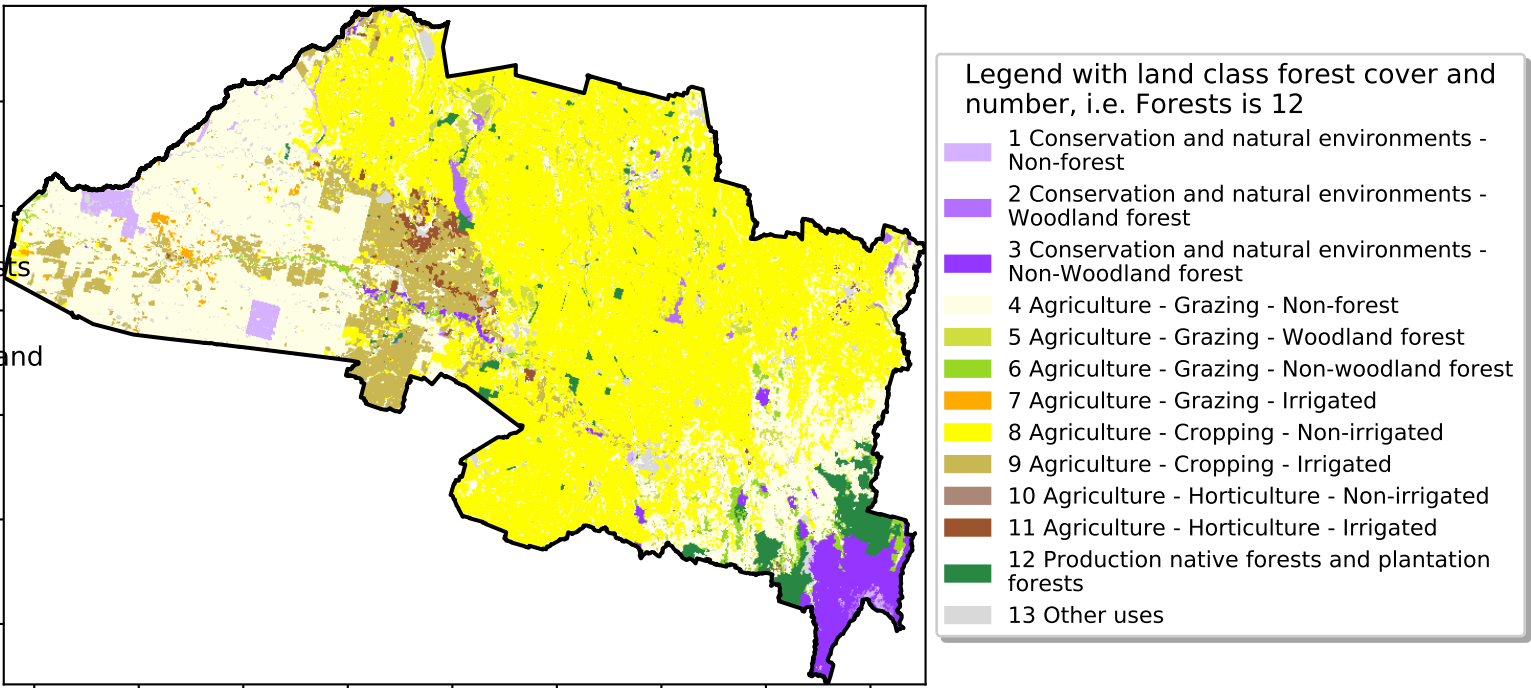 Legend with land class forest cover and
number, i.e. Forests is 12
1 Conservation and natural environments -
Non-forest
2 Conservation and natural environments -
Woodland forest
3 Conservation and natural environments -
Non-Woodland forest
4 Agriculture - Grazing - Non-forest
5 Agriculture - Grazing - Woodland forest
6 Agriculture - Grazing - Non-woodland forest
7 Agriculture - Grazing - Irrigated
8 Agriculture - Cropping - Non-irrigated
9 Agriculture - Cropping - Irrigated
10 Agriculture - Horticulture - Non-irrigated
11 Agriculture - Horticulture - Irrigated
12 Production native forests and plantation
forests
13 Other uses
sts
and